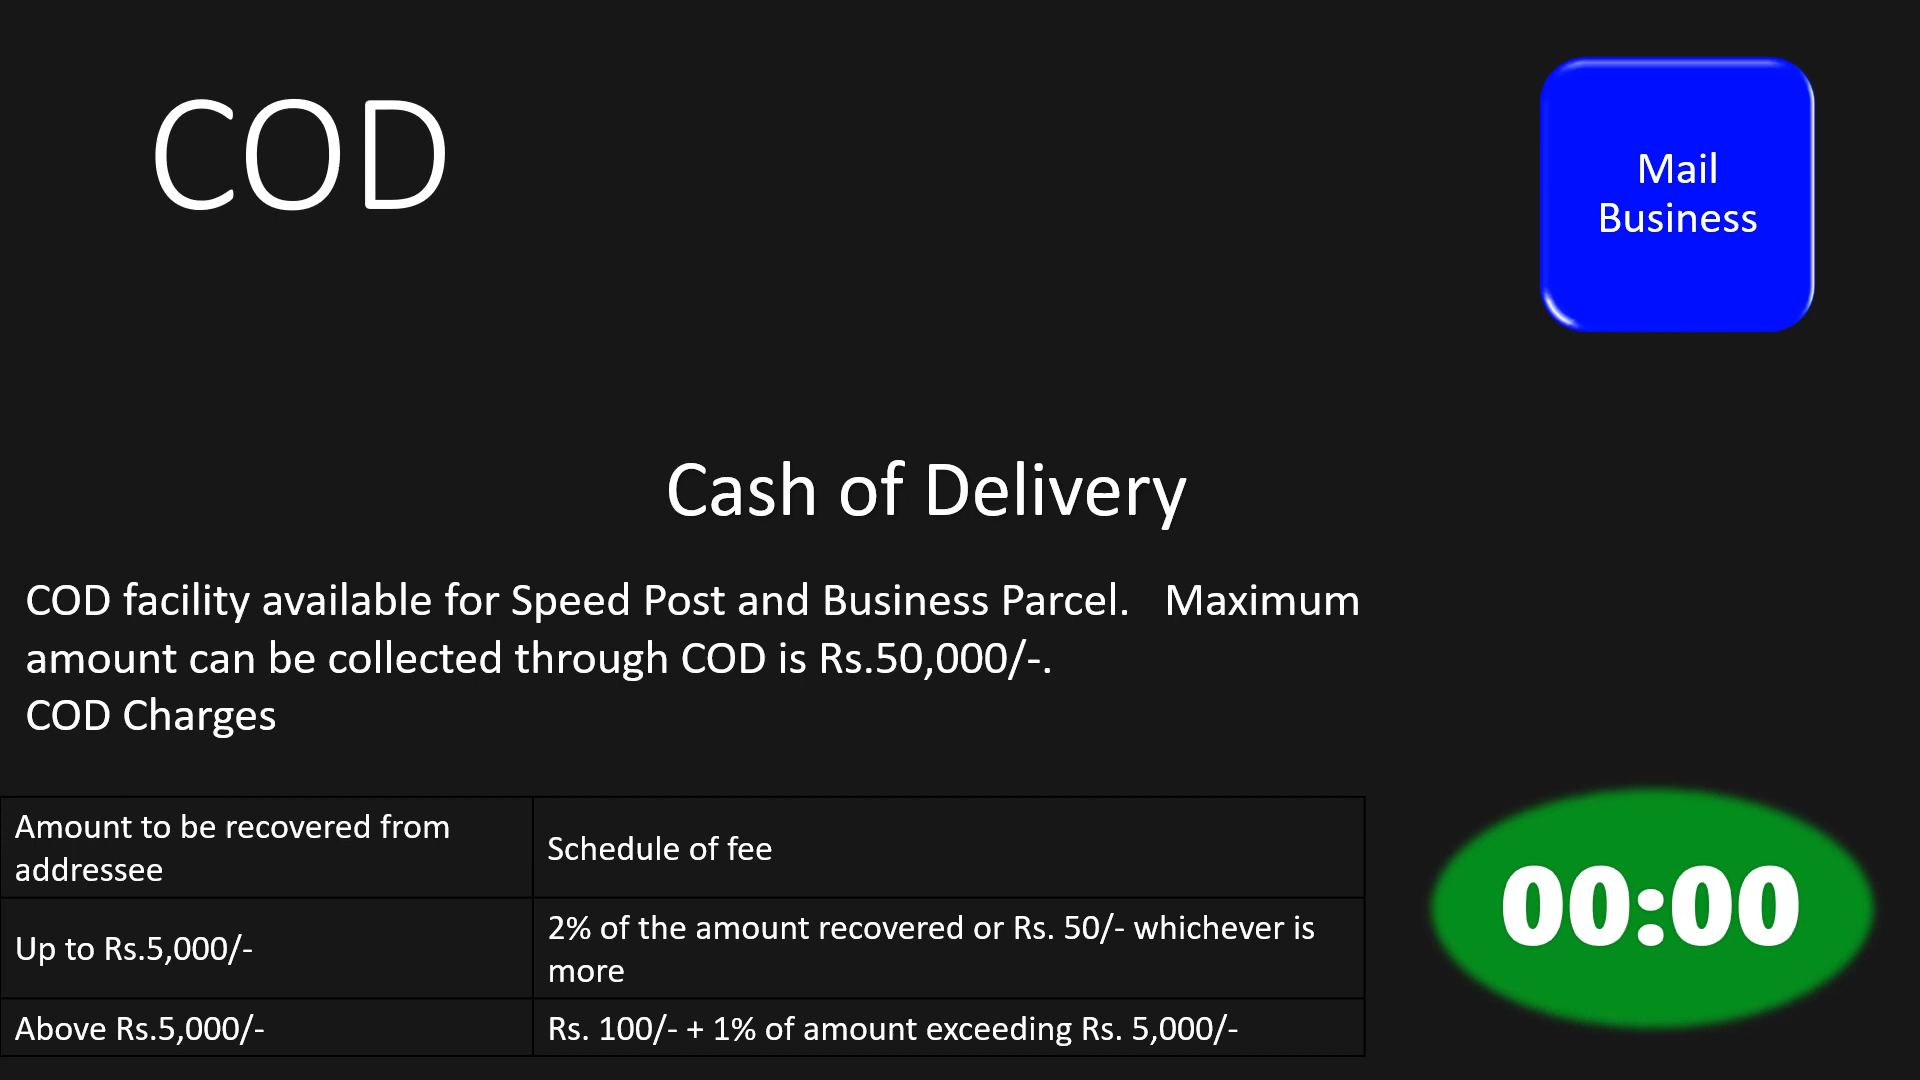 COD
Mail
Business
Cash of Delivery
COD facility available for Speed Post and Business Parcel.   Maximum
amount can be collected through COD is Rs.50,000/-.
COD Charges
Amount to be recovered from
addressee
Schedule of fee
Up to Rs.5,000/-
2% of the amount recovered or Rs. 50/- whichever is
more
Above Rs.5,000/-
Rs. 100/- + 1% of amount exceeding Rs. 5,000/-
00:00